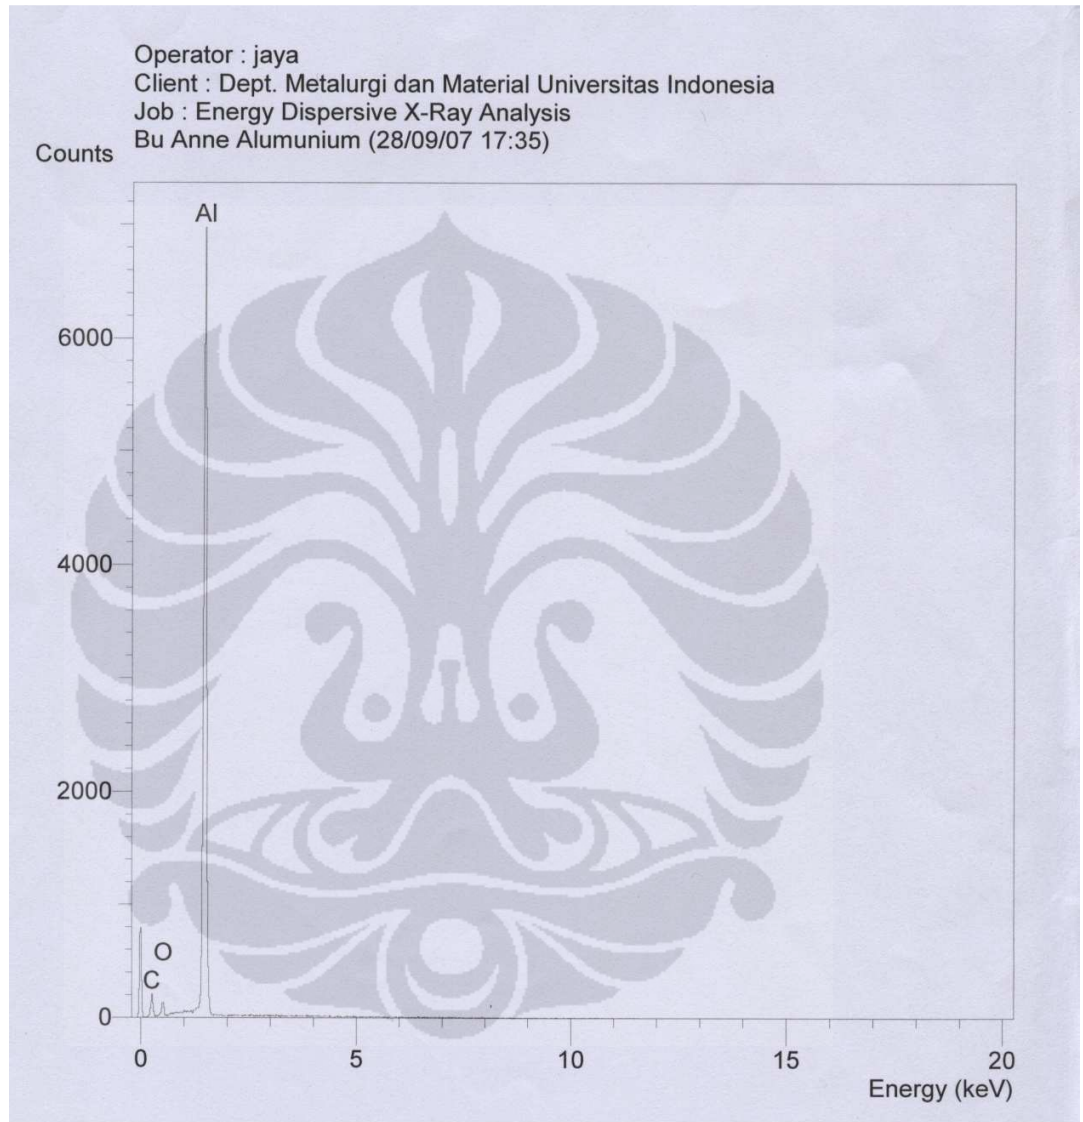 Operator : jaya
Client : Dept. Metalurgi dan Material Universitas Indonesia
Job : Energy Dispersive X-Ray Analysis
Bu Anne Alumunium (28/09/07 17:35)
Counts
Al
6000
4000
2000
O
C
0
0 5 10 15 20
Energy (keV)